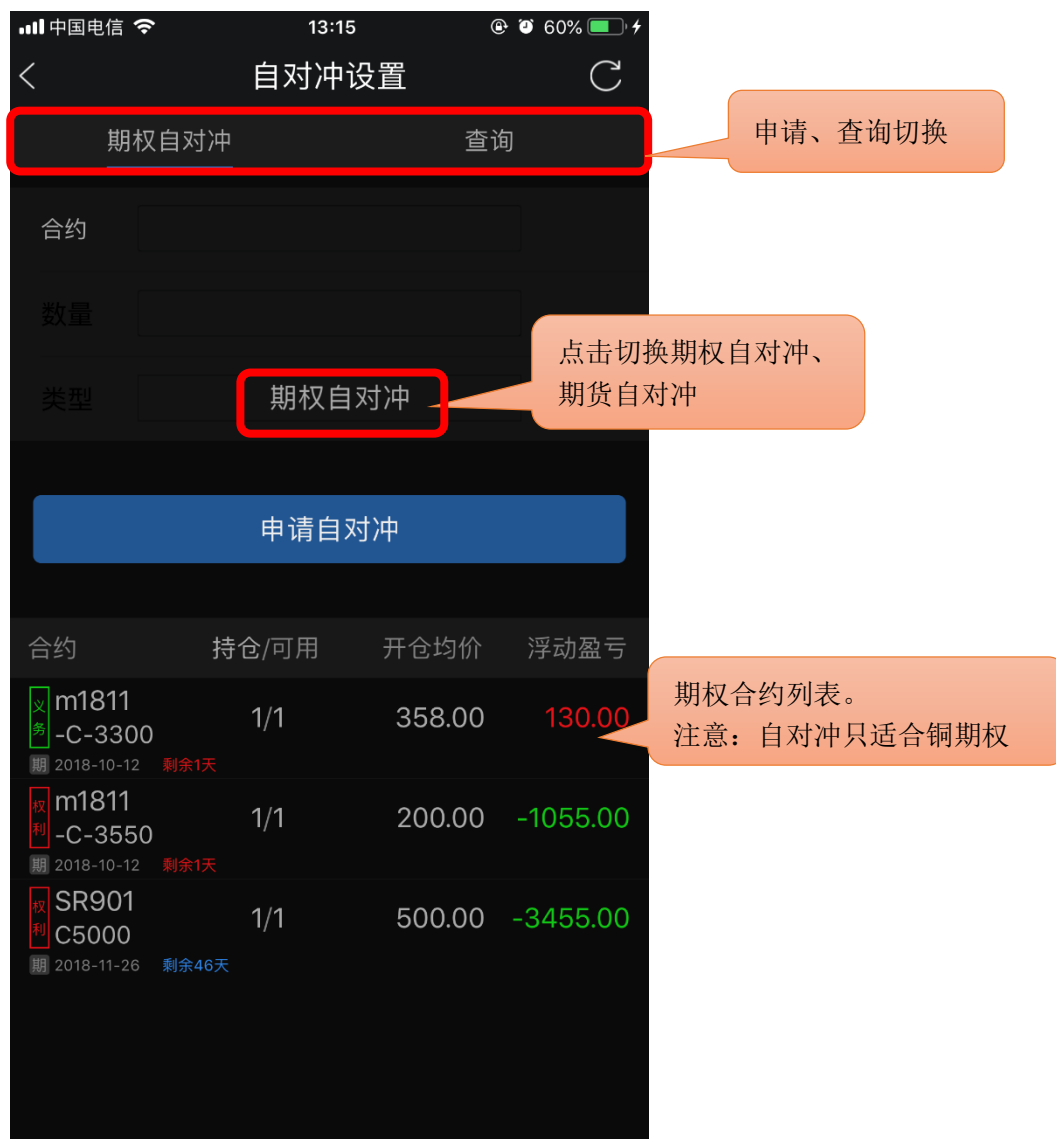 中国电信
13:15
60%
自对冲设置
期权自对冲
查询
申请、查询切换
合约
数量
点击切换期权自对冲、
期货自对冲
类型
期权自对冲
申请自对冲
合约
持仓/可用
开仓均价
浮动盈亏
期权合约列表。
注意：自对冲只适合铜期权
义务
m1811
-C-3300
1/1
358.00
130.00
期 2018-10-12 剩余1天
权利
m1811
-C-3550
1/1
200.00
-1055.00
期 2018-10-12 剩余1天
权利
SR901
C5000
1/1
500.00
-3455.00
期 2018-11-26 剩余46天